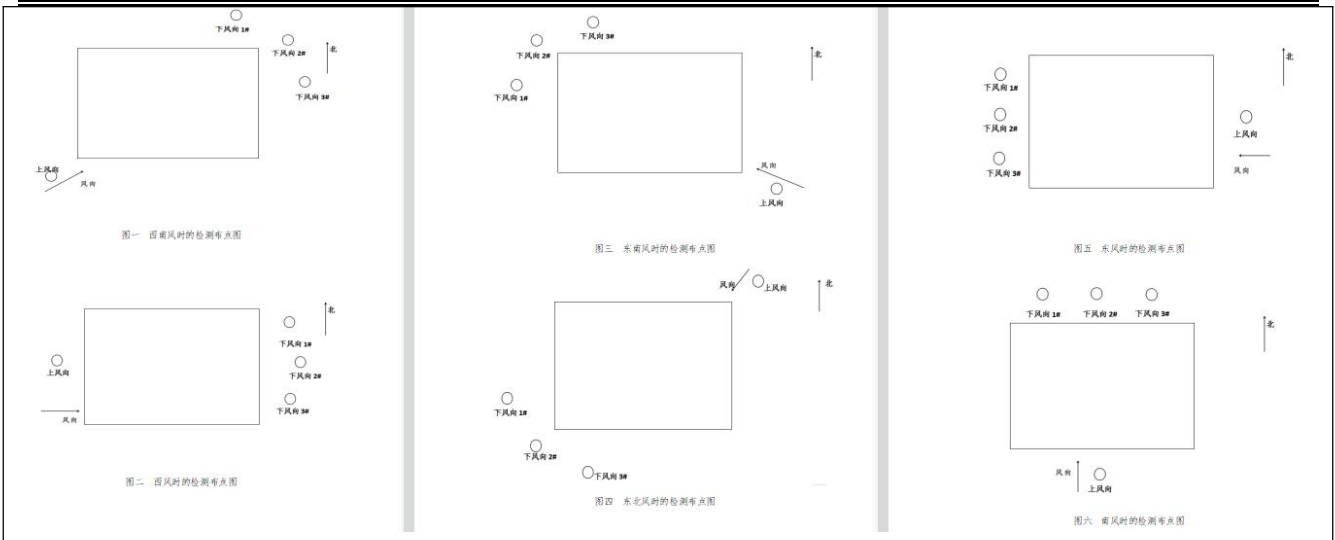 下风向 1#
下风向 2#
北
下风向 3#
上风向
风向
图一 西南风时的检测布点图
下风向 1#
北
下风向 2#
上风向
下风向 3#
风向
图二 西风时的检测布点图
下风向 3#
下风向 2#
北
下风向 1#
风向
上风向
图三 东南风时的检测布点图
风向
上风向
北
下风向 1#
下风向 2#
下风向 3#
图四 东北风时的检测布点图
北
下风向 1#
下风向 2#
上风向
下风向 3#
风向
图五 东风时的检测布点图
下风向 1#
下风向 2#
下风向 3#
北
风向
上风向
图六 南风时的检测布点图